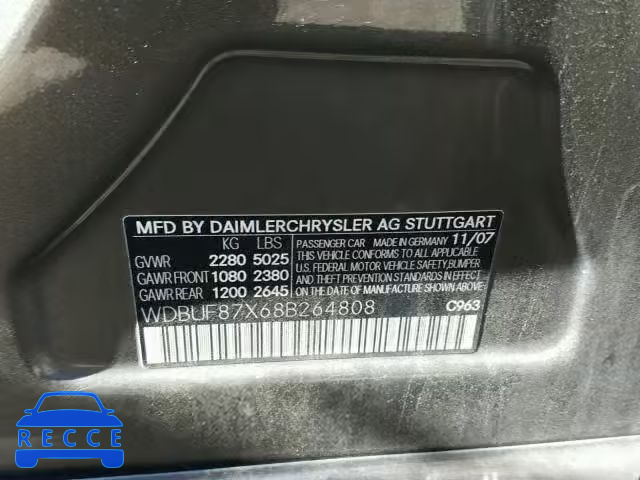 MFD BY DAIMLERCHRYSLER AG STUTTGART
KG LBS
GVWR 2280 5025
GAWR FRONT 1080 2380
GAWR REAR 1200 2645
PASSENGER CAR MADE IN GERMANY 11/07
THIS VEHICLE CONFORMS TO ALL APPLICABLE
U.S. FEDERAL MOTOR VEHICLE SAFETY, BUMPER
AND THEFT PREVENTION STANDARDS IN EFFECT
ON THE DATE OF MANUFACTURE SHOWN ABOVE.
WDBUF87X68B264808 C963
RECCE